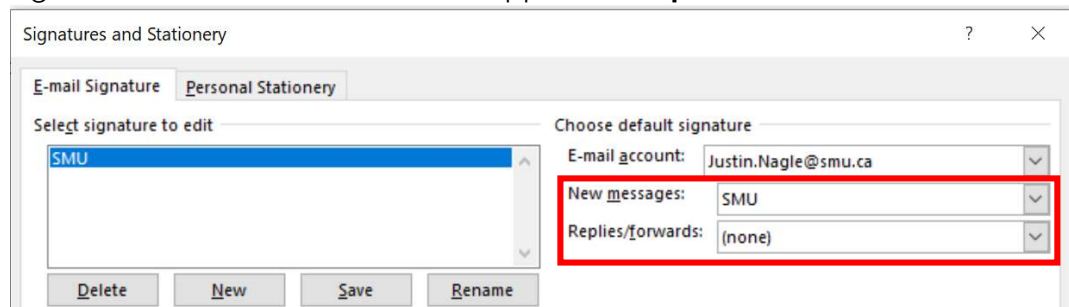 Signatures and Stationery ? ×
E-mail Signature Personal Stationery
Select signature to edit
SMU
Delete New Save Rename
Choose default signature
E-mail account: Justin.Nagle@smu.ca
New messages: SMU
Replies/forwards: (none)